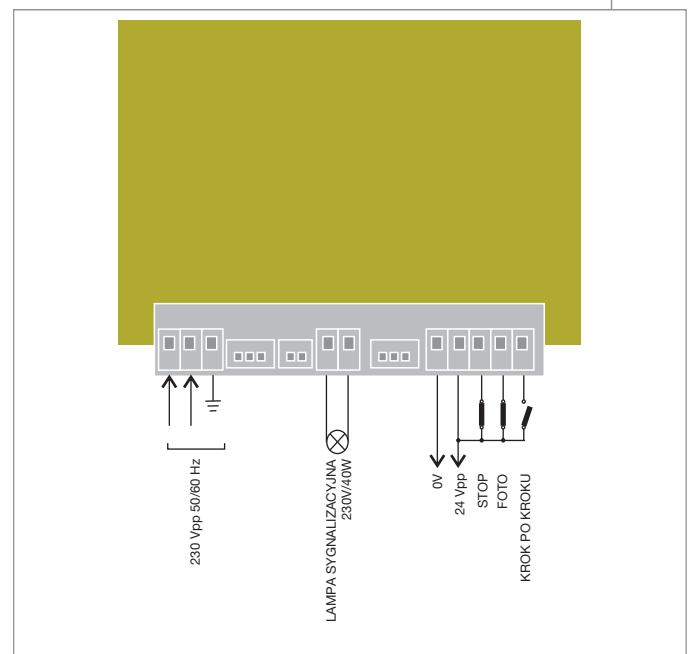 230 Vpp 50/60 Hz
LAMPA SYGNALIZACYJNA
230V/40W
0V
24 Vpp
STOP
FOTO
KROK PO KROKU